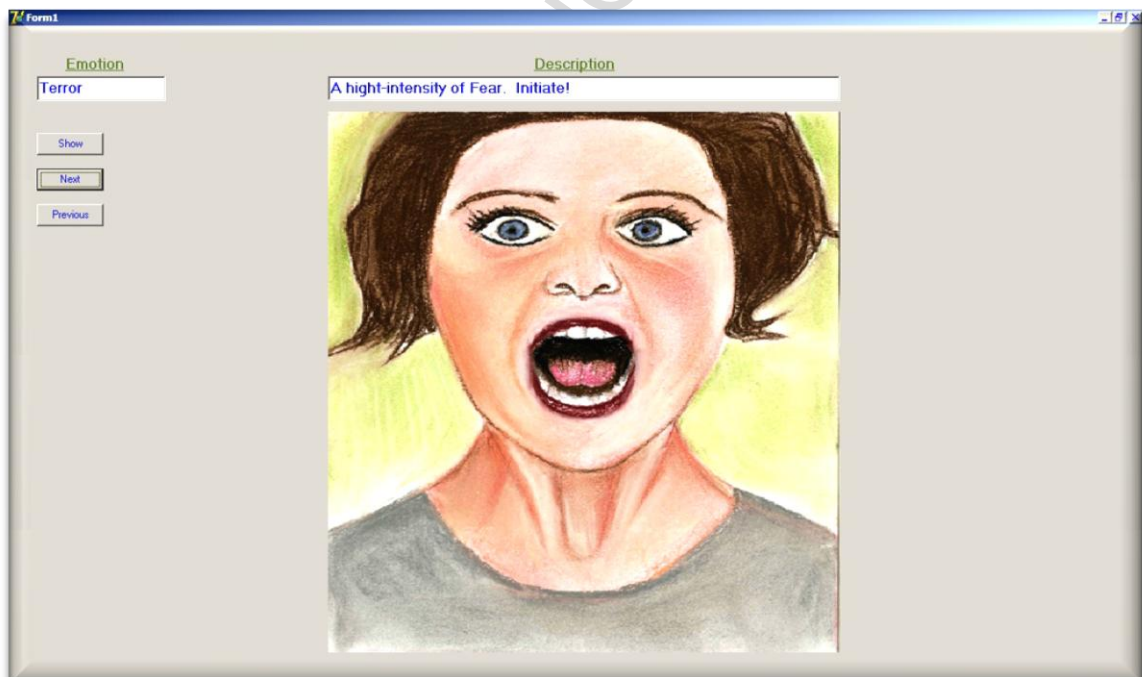 Form1
Emotion
Description
Terror
A hight-intensity of Fear. Initiate!
Show
Next
Previous